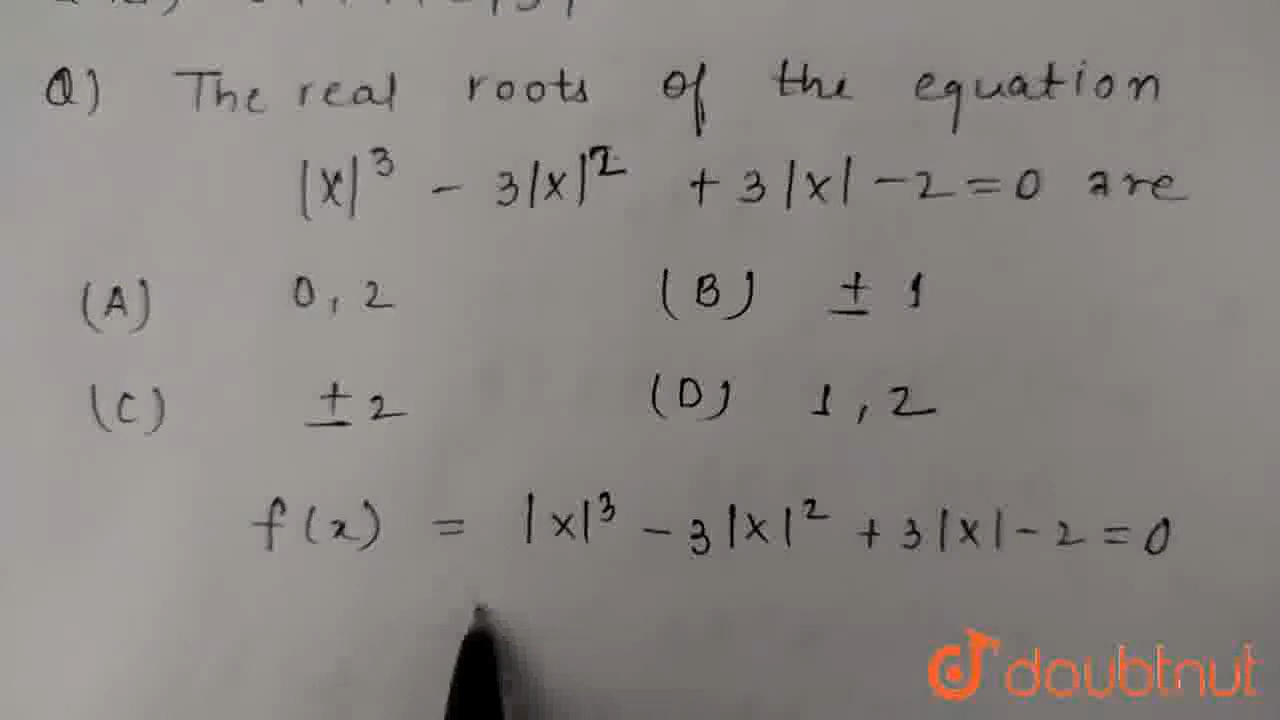 Q) The real roots of the equation
|x|³ - 3|x|² + 3|x| - 2 = 0 are
(A) 0, 2 (B) ± 1
(C) ± 2 (D) 1, 2
f(x) = |x|³ - 3|x|² + 3|x| - 2 = 0
doubtnut